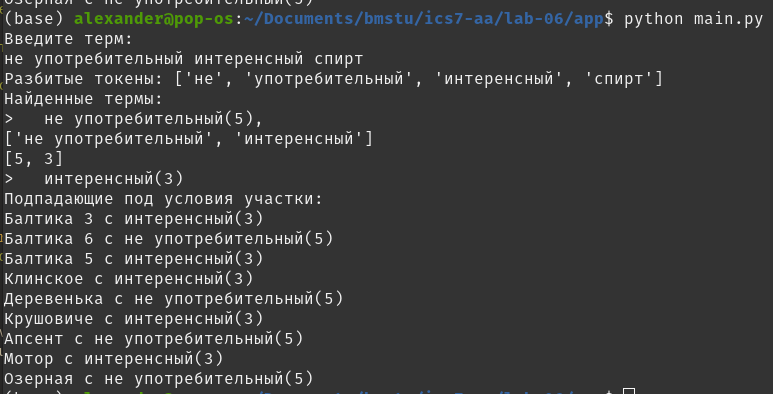 Озерная с не употребительный(5)
(base) alexander@pop-os:~/Documents/bmstu/ics7-aa/lab-06/app$ python main.py
Введите терм:
не употребительный интеренсный спирт
Разбитые токены: ['не', 'употребительный', 'интеренсный', 'спирт']
Найденные термы:
>   не употребительный(5),
['не употребительный', 'интеренсный']
[5, 3]
>   интеренсный(3)
Подпадающие под условия участки:
Балтика 3 с интеренсный(3)
Балтика 6 с не употребительный(5)
Балтика 5 с интеренсный(3)
Клинское с интеренсный(3)
Деревенька с не употребительный(5)
Крушовиче с интеренсный(3)
Апсент с не употребительный(5)
Мотор с интеренсный(3)
Озерная с не употребительный(5)